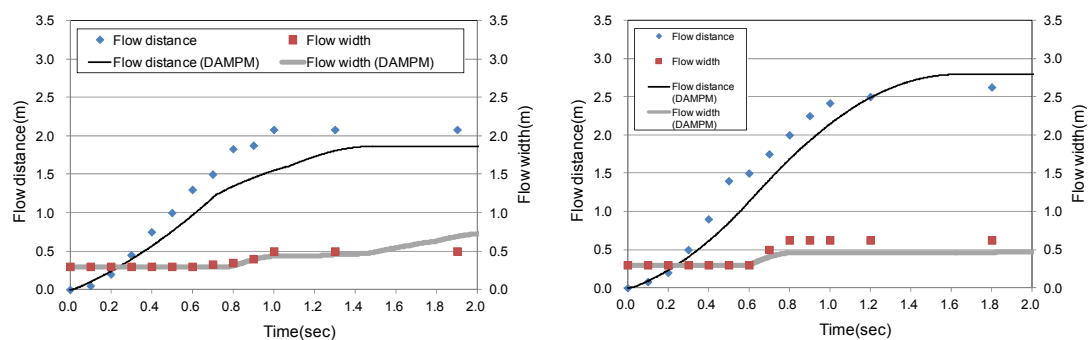 3.5
3.0
2.5
2.0
1.5
1.0
0.5
0.0
Flow distance(m)
Flow distance
Flow width
Flow distance (DAMPM)
Flow width (DAMPM)
3.5
3.0
2.5
2.0
1.5
1.0
0.5
0.0
Flow width(m)
0.0 0.2 0.4 0.6 0.8 1.0 1.2 1.4 1.6 1.8 2.0
Time(sec)
3.5
3.0
2.5
2.0
1.5
1.0
0.5
0.0
Flow distance(m)
Flow distance
Flow width
Flow distance
(DAMPM)
Flow width
(DAMPM)
3.5
3.0
2.5
2.0
1.5
1.0
0.5
0.0
Flow width(m)
0.0 0.2 0.4 0.6 0.8 1.0 1.2 1.4 1.6 1.8 2.0
Time(sec)